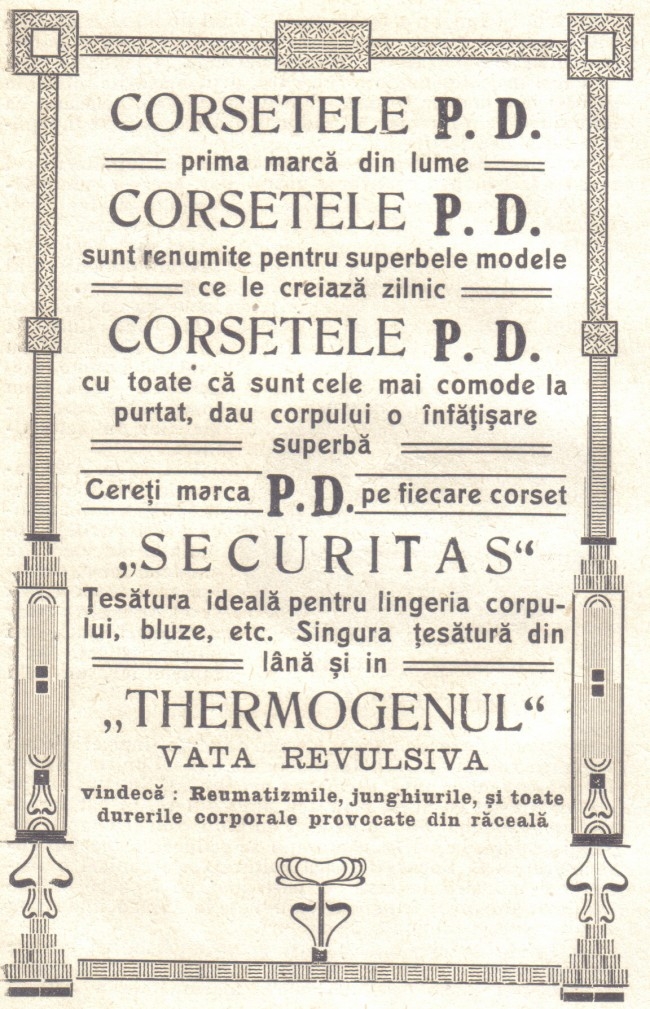 CORSETELE P. D.
prima marcă din lume
CORSETELE P. D.
sunt renumite pentru superbele modele
ce le creiază zilnic
CORSETELE P. D.
cu toate că sunt cele mai comode la
purtat, dau corpului o înfățișare
superbă
Cereți marca P. D. pe fiecare corset
„SECURITAS“
Țesătura ideală pentru lingeria corpu-
lui, bluze, etc. Singura țesătură din
lână și in
„THERMOGENUL“
VATA REVULSIVA
vindecă : Reumatizmile, junghiurile, și toate
durerile corporale provocate din răceală